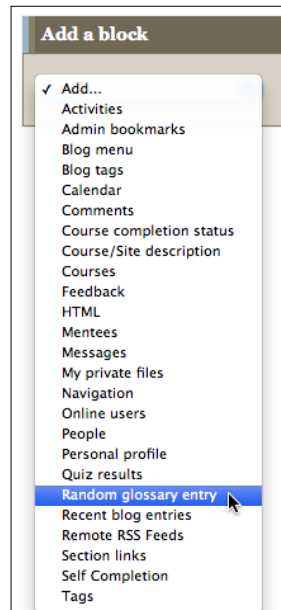 Add a block
✓ Add...
Activities
Admin bookmarks
Blog menu
Blog tags
Calendar
Comments
Course completion status
Course/Site description
Courses
Feedback
HTML
Mentees
Messages
My private files
Navigation
Online users
People
Personal profile
Quiz results
Random glossary entry
Recent blog entries
Remote RSS Feeds
Section links
Self Completion
Tags